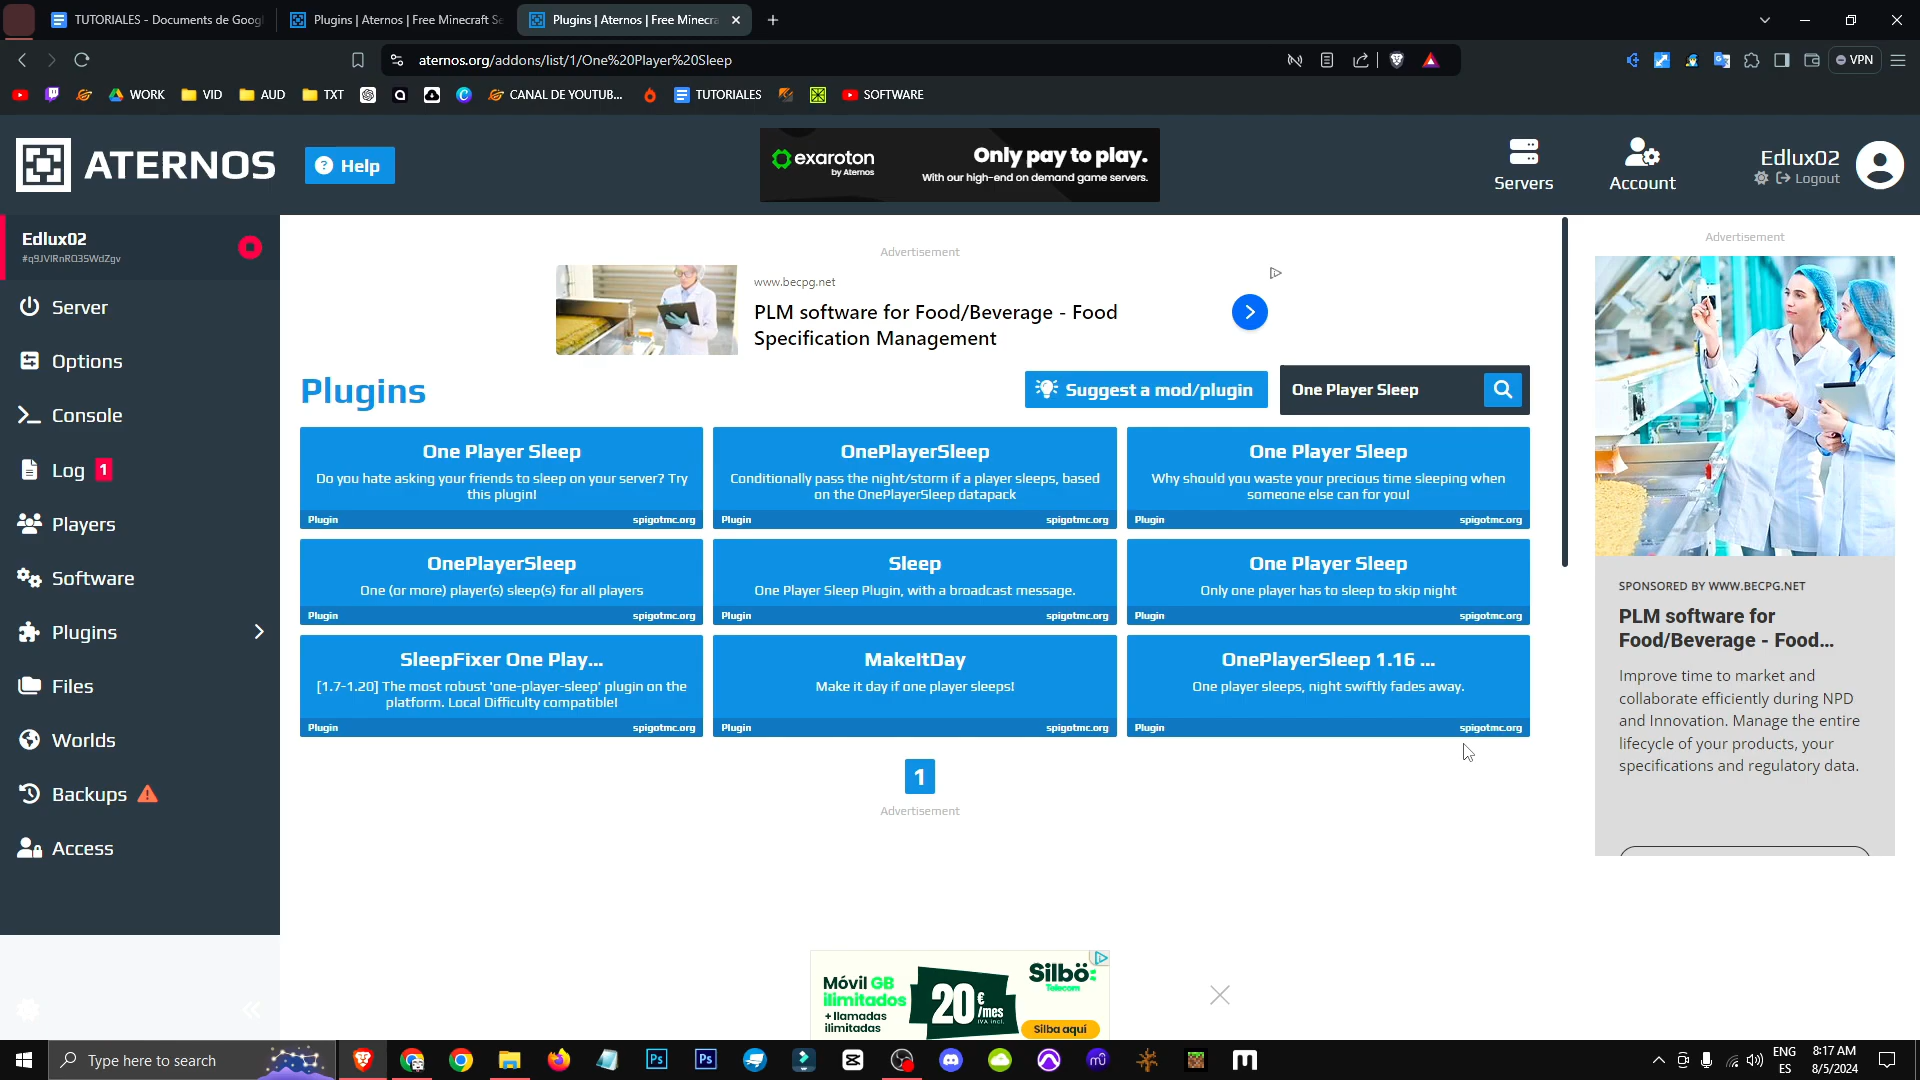 TUTORIALES - Documents de Goog
Plugins | Aternos | Free Minecraft Se
Plugins | Aternos | Free Minecra
aternos.org/addons/list/1/One%20Player%20Sleep
VPN
WORK
VID
AUD
TXT
CANAL DE YOUTUB...
TUTORIALES
SOFTWARE
ATERNOS
Help
exaroton
by Aternos
Only pay to play.
With our high-end on demand game servers.
Servers
Account
Edlux02
Logout
Edlux02
#q9JVIRnRQ35WdZgv
Server
Options
Console
Log 1
Players
Software
Plugins
Files
Worlds
Backups
Access
Advertisement
www.becpg.net
PLM software for Food/Beverage - Food
Specification Management
Plugins
Suggest a mod/plugin
One Player Sleep
One Player Sleep
Do you hate asking your friends to sleep on your server? Try
this plugin!
Plugin spigotmc.org
OnePlayerSleep
Conditionally pass the night/storm if a player sleeps, based
on the OnePlayerSleep datapack
Plugin spigotmc.org
One Player Sleep
Why should you waste your precious time sleeping when
someone else can for you!
Plugin spigotmc.org
OnePlayerSleep
One (or more) player(s) sleep(s) for all players
Plugin spigotmc.org
Sleep
One Player Sleep Plugin, with a broadcast message.
Plugin spigotmc.org
One Player Sleep
Only one player has to sleep to skip night
Plugin spigotmc.org
SleepFixer One Play...
[1.7-1.20] The most robust 'one-player-sleep' plugin on the
platform. Local Difficulty compatible!
Plugin spigotmc.org
MakeItDay
Make it day if one player sleeps!
Plugin spigotmc.org
OnePlayerSleep 1.16 ...
One player sleeps, night swiftly fades away.
Plugin spigotmc.org
1
Advertisement
Advertisement
SPONSORED BY WWW.BECPG.NET
PLM software for
Food/Beverage - Food...
Improve time to market and
collaborate efficiently during NPD
and Innovation. Manage the entire
lifecycle of your products, your
specifications and regulatory data.
Móvil GB
ilimitados
+ llamadas
ilimitadas
20 €
/mes
IVA incl.
Silbö:
Telecom
Silba aquí
Type here to search
ENG
ES
8:17 AM
8/5/2024